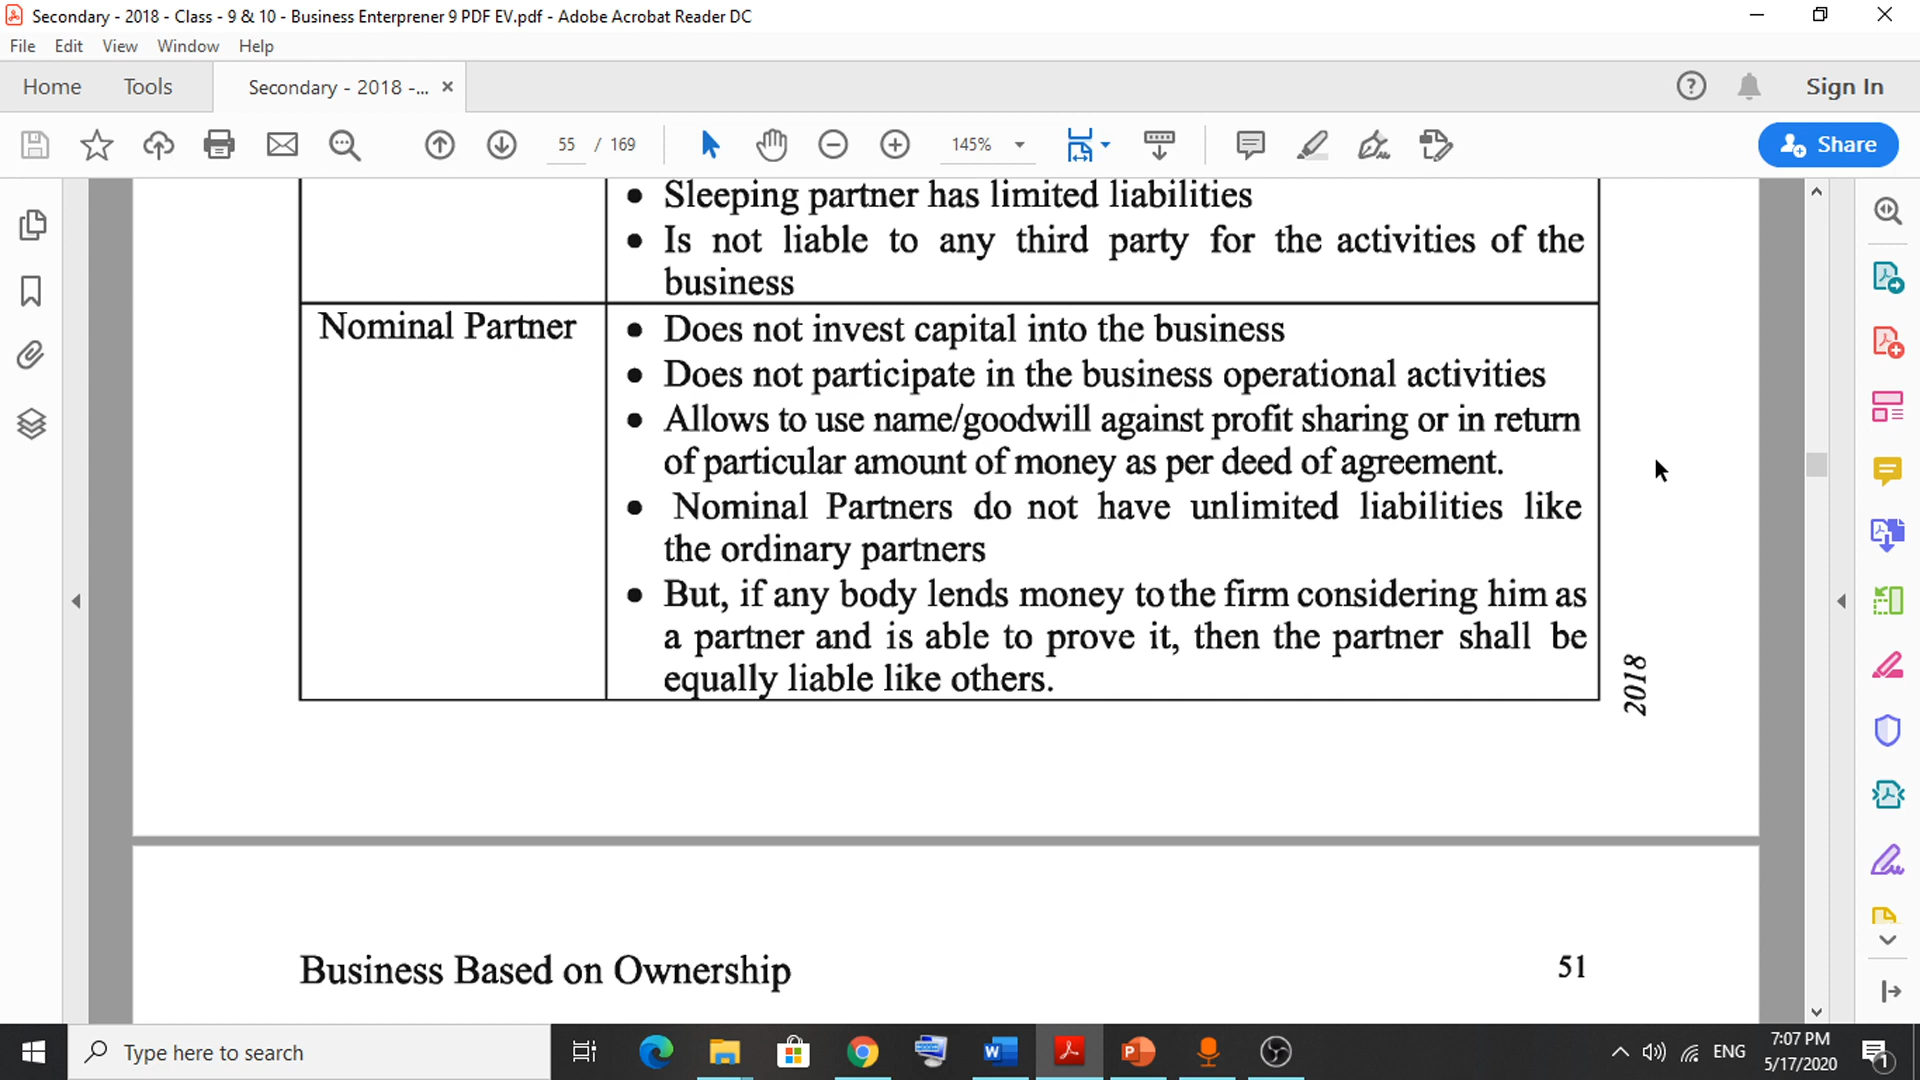 Secondary - 2018 - Class - 9 & 10 - Business Enterprener 9 PDF EV.pdf - Adobe Acrobat Reader DC
File Edit View Window Help
Home Tools Secondary - 2018 -... Sign In
55 / 169 145% Share
• Sleeping partner has limited liabilities
• Is not liable to any third party for the activities of the
business
Nominal Partner
• Does not invest capital into the business
• Does not participate in the business operational activities
• Allows to use name/goodwill against profit sharing or in return
of particular amount of money as per deed of agreement.
• Nominal Partners do not have unlimited liabilities like
the ordinary partners
• But, if any body lends money to the firm considering him as
a partner and is able to prove it, then the partner shall be
equally liable like others.
2018
Business Based on Ownership 51
Type here to search
ENG
7:07 PM
5/17/2020
1